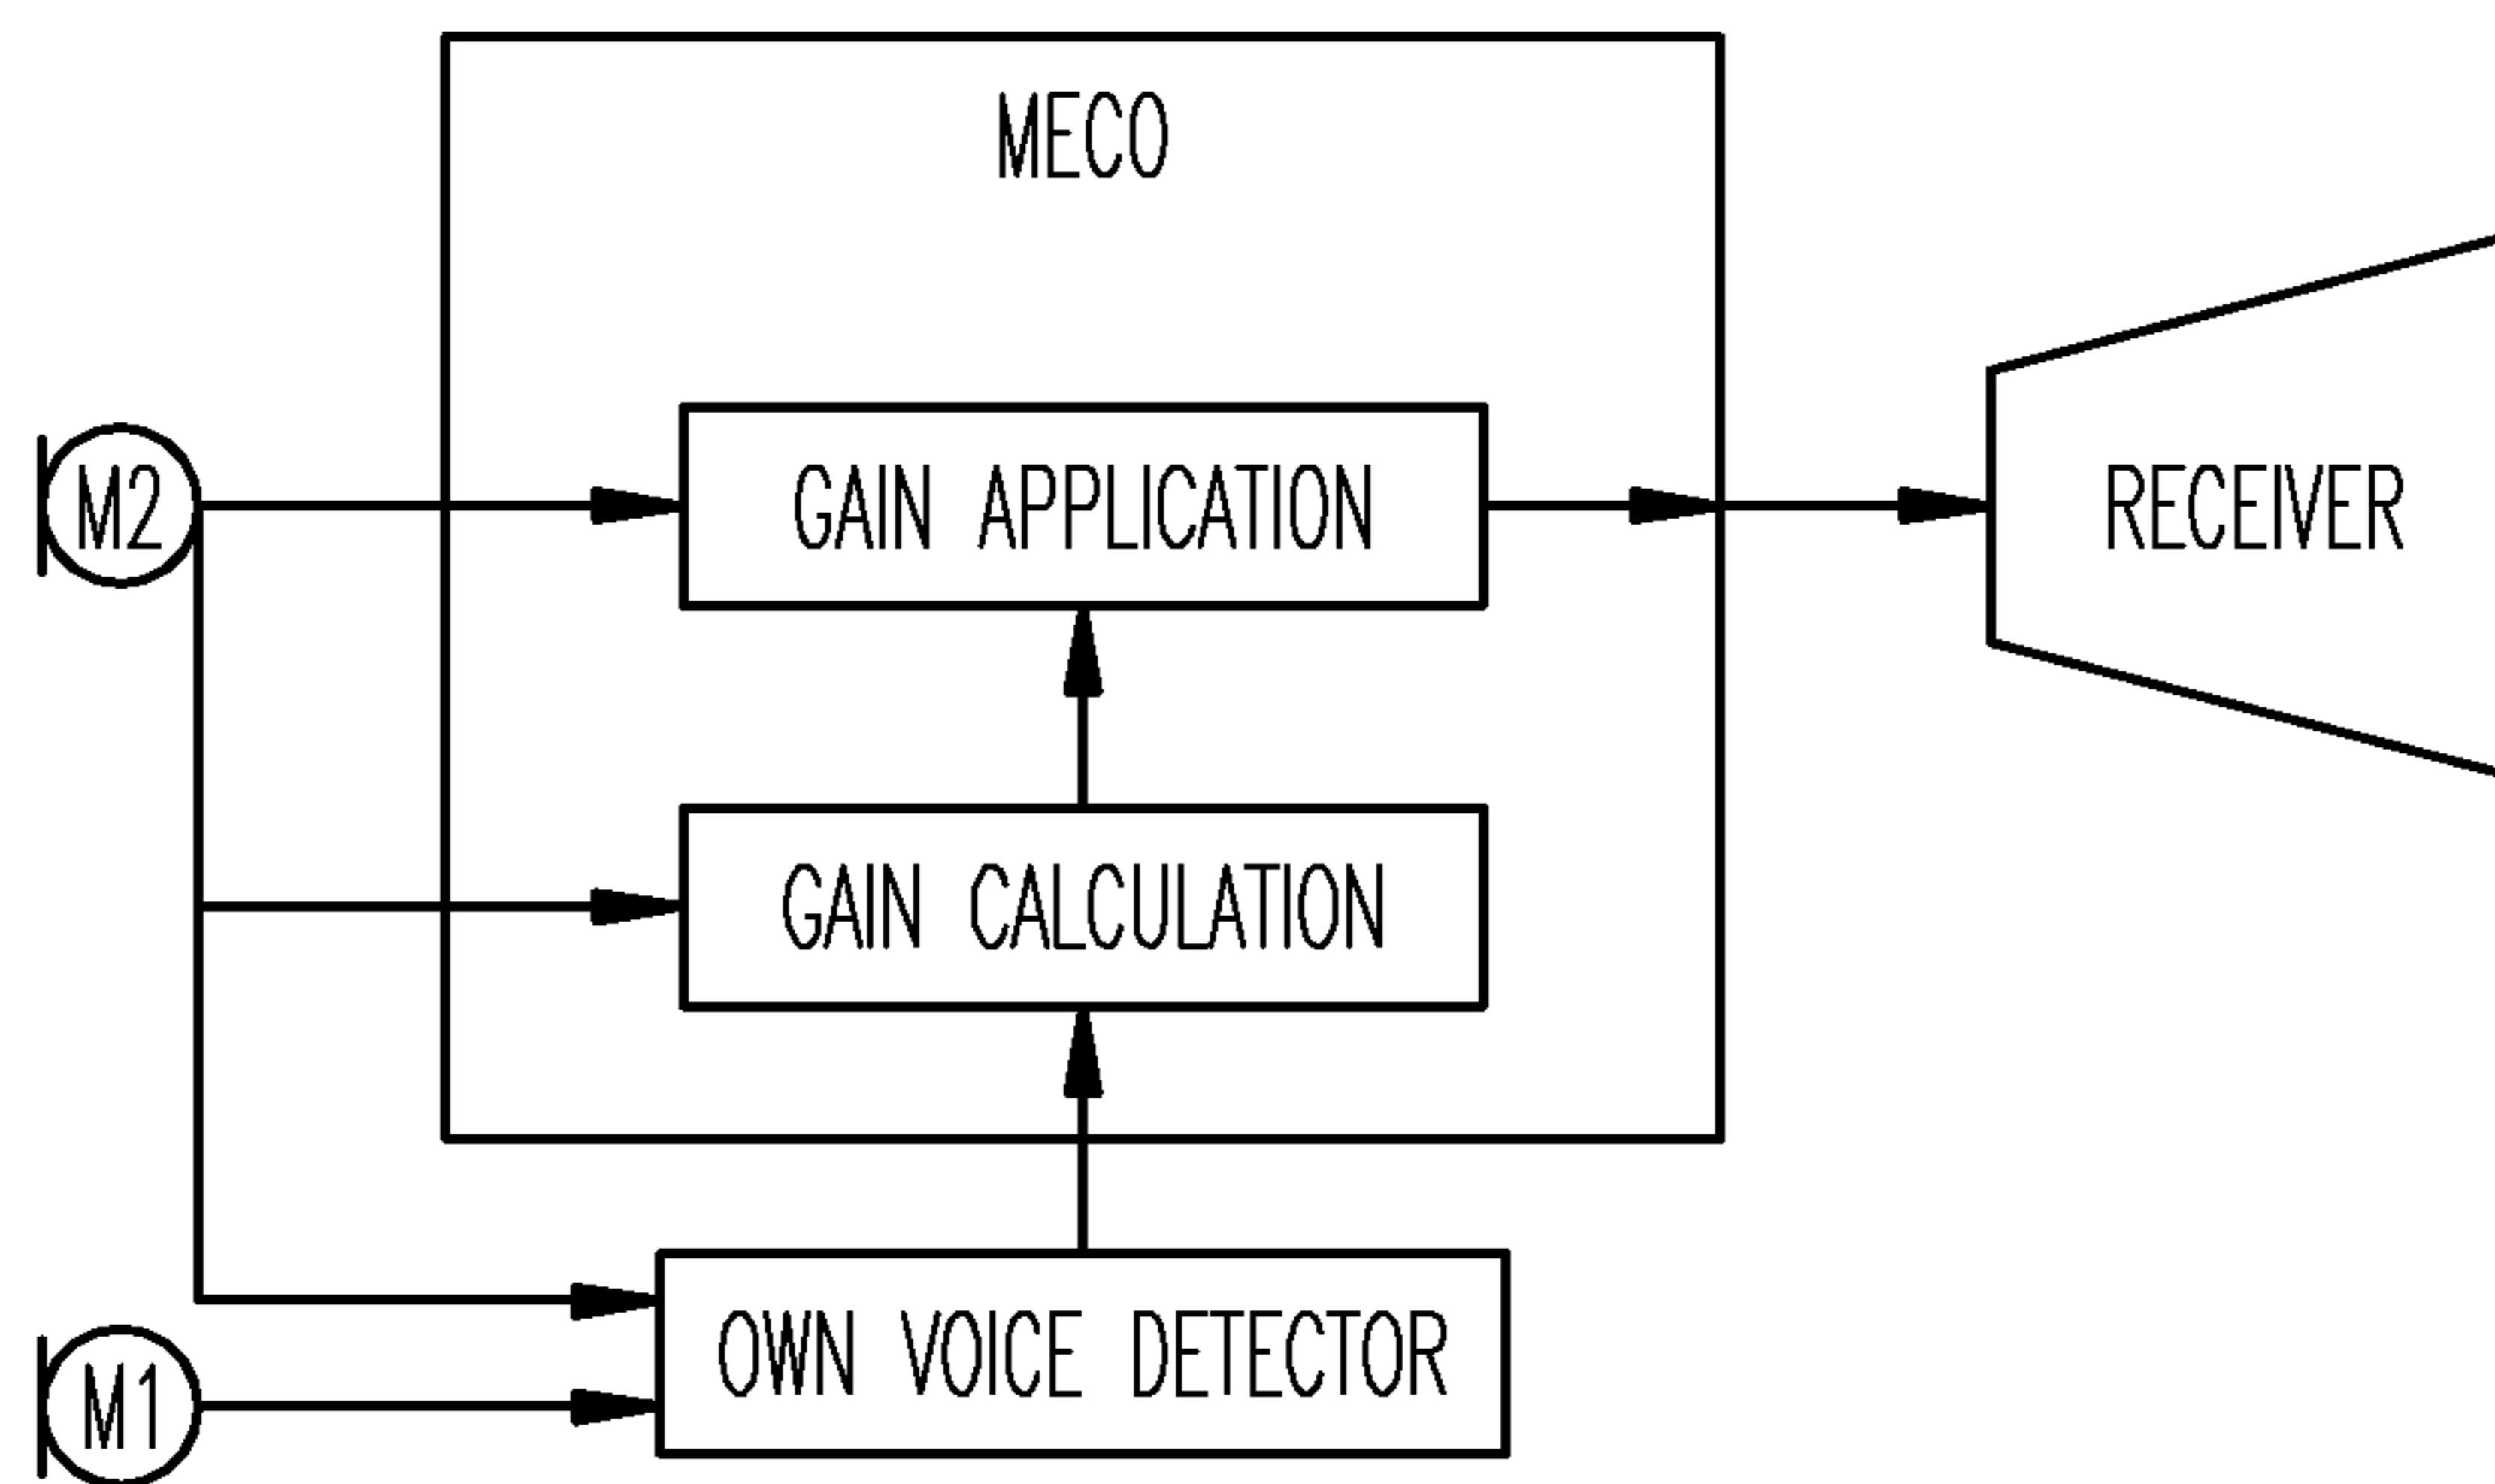 MECO
M2
GAIN APPLICATION
RECEIVER
GAIN CALCULATION
OWN VOICE DETECTOR
M1